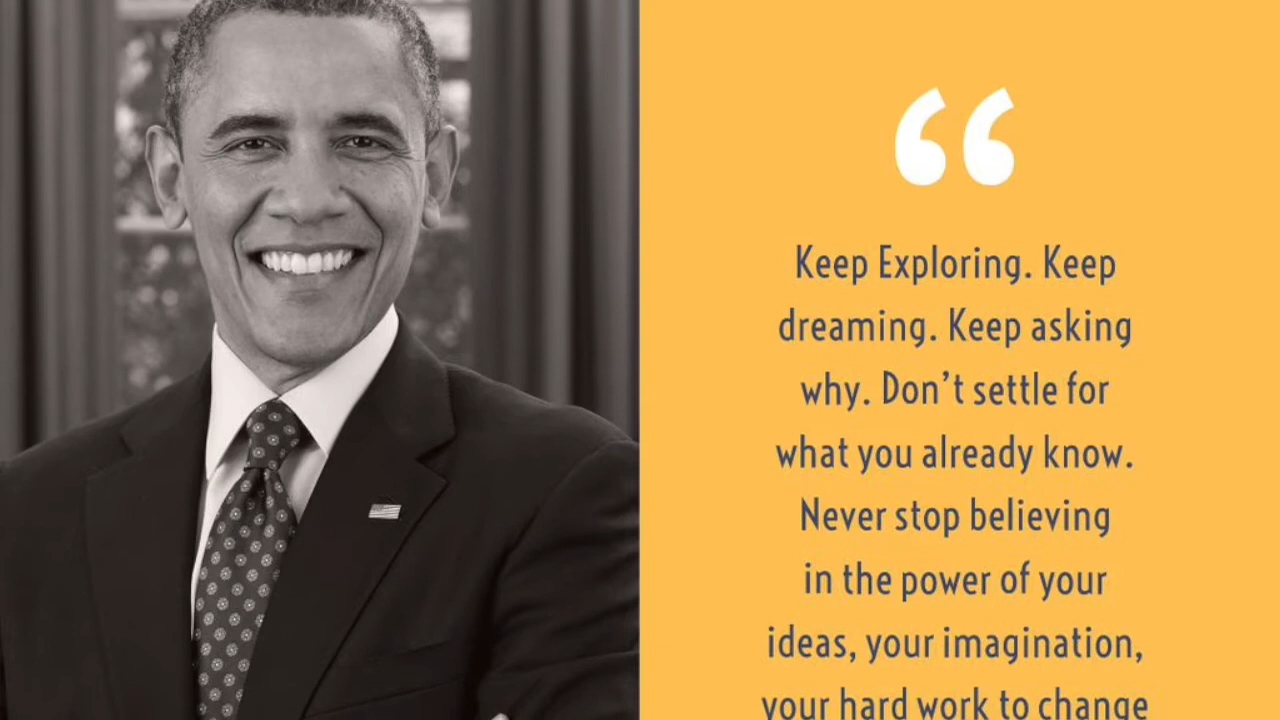 “
Keep Exploring. Keep
dreaming. Keep asking
why. Don’t settle for
what you already know.
Never stop believing
in the power of your
ideas, your imagination,
your hard work to change